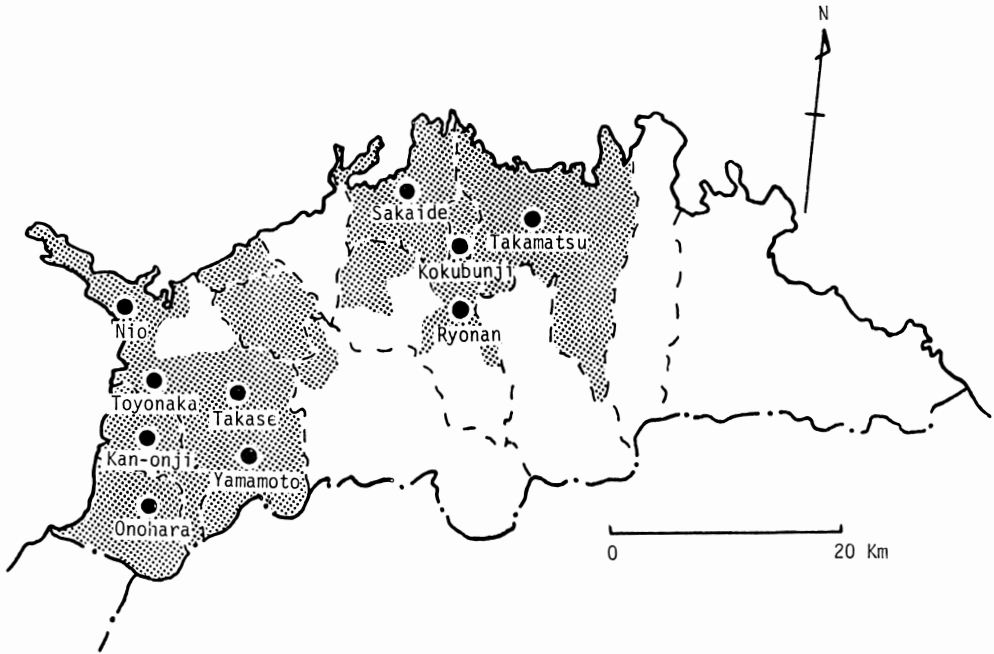 N
Sakaide
Takamatsu
Kokubunji
Nio
Ryonan
Toyonaka
Takase
Kan-onji
Yamamoto
Onohara
0
20 Km